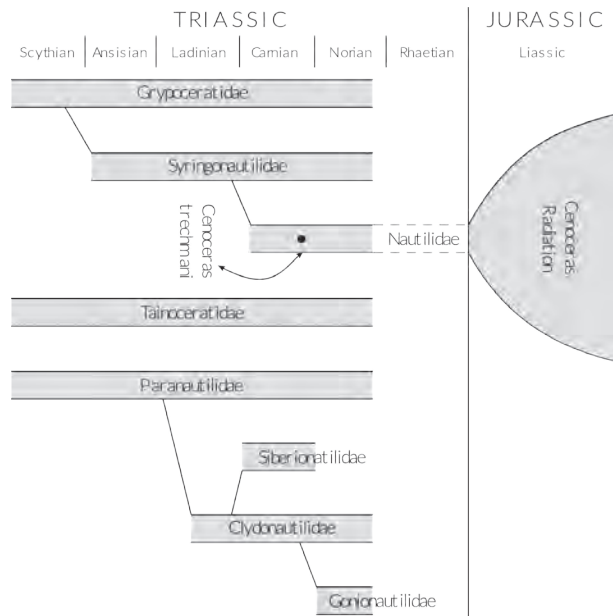 TRIASSIC
JURASSIC
Scythian
Ansisian
Ladinian
Carnian
Norian
Rhaetian
Liassic
Grypoceratidae
Syringonautilidae
Cenoceras
trechmani
Nautilidae
Cenoceras
Radiation
Tainoceratidae
Paranautilidae
Siberionatilidae
Clydonautilidae
Gonionautilidae